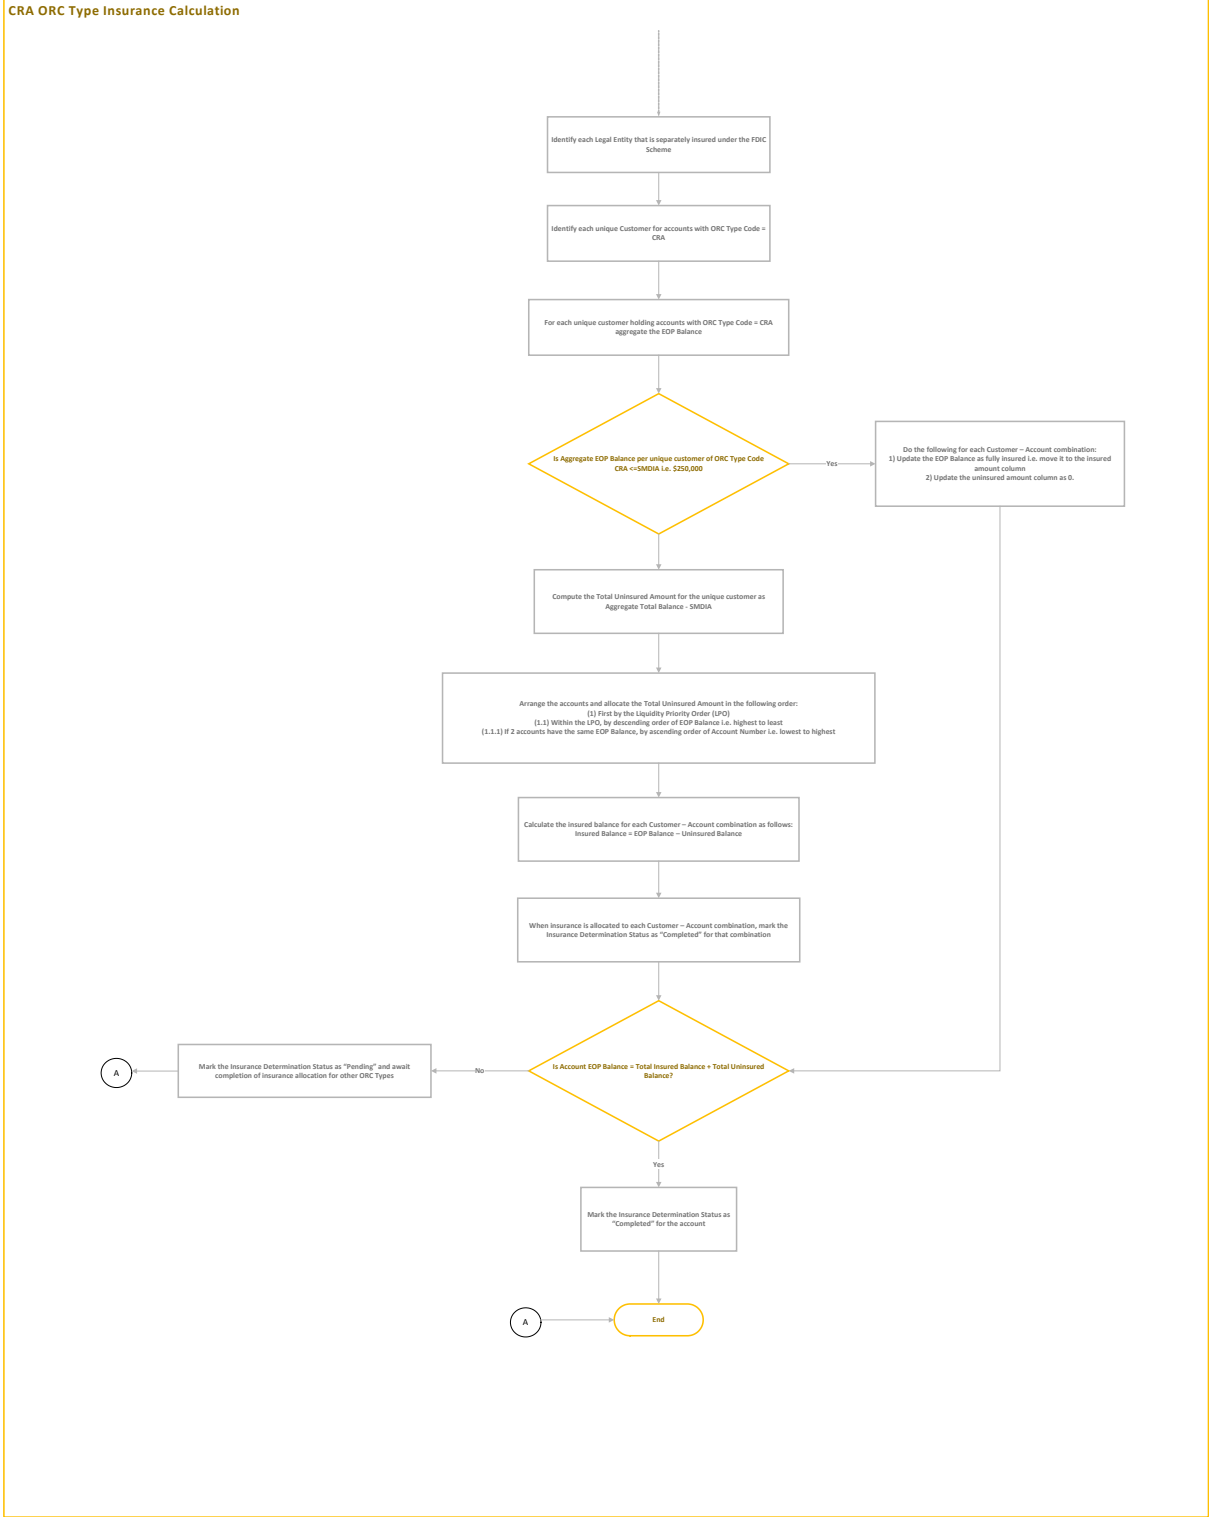 CRA ORC Type Insurance Calculation
Identify each Legal Entity that is separately insured under the FDIC
Scheme
Identify each unique Customer for accounts with ORC Type Code =
CRA
For each unique customer holding accounts with ORC Type Code = CRA
aggregate the EOP Balance
Is Aggregate EOP Balance per unique customer of ORC Type Code
CRA <=SMDIA i.e. $250,000
Yes
Do the following for each Customer – Account combination:
1) Update the EOP Balance as fully insured i.e. move it to the insured
amount column
2) Update the uninsured amount column as 0.
Compute the Total Uninsured Amount for the unique customer as
Aggregate Total Balance - SMDIA
Arrange the accounts and allocate the Total Uninsured Amount in the following order:
(1) First by the Liquidity Priority Order (LPO)
(1.1) Within the LPO, by descending order of EOP Balance i.e. highest to least
(1.1.1) If 2 accounts have the same EOP Balance, by ascending order of Account Number i.e. lowest to highest
Calculate the insured balance for each Customer – Account combination as follows:
Insured Balance = EOP Balance – Uninsured Balance
When insurance is allocated to each Customer – Account combination, mark the
Insurance Determination Status as “Completed” for that combination
Is Account EOP Balance = Total Insured Balance + Total Uninsured
Balance?
No
Mark the Insurance Determination Status as “Pending” and await
completion of insurance allocation for other ORC Types
A
Yes
Mark the Insurance Determination Status as
“Completed” for the account
A
End